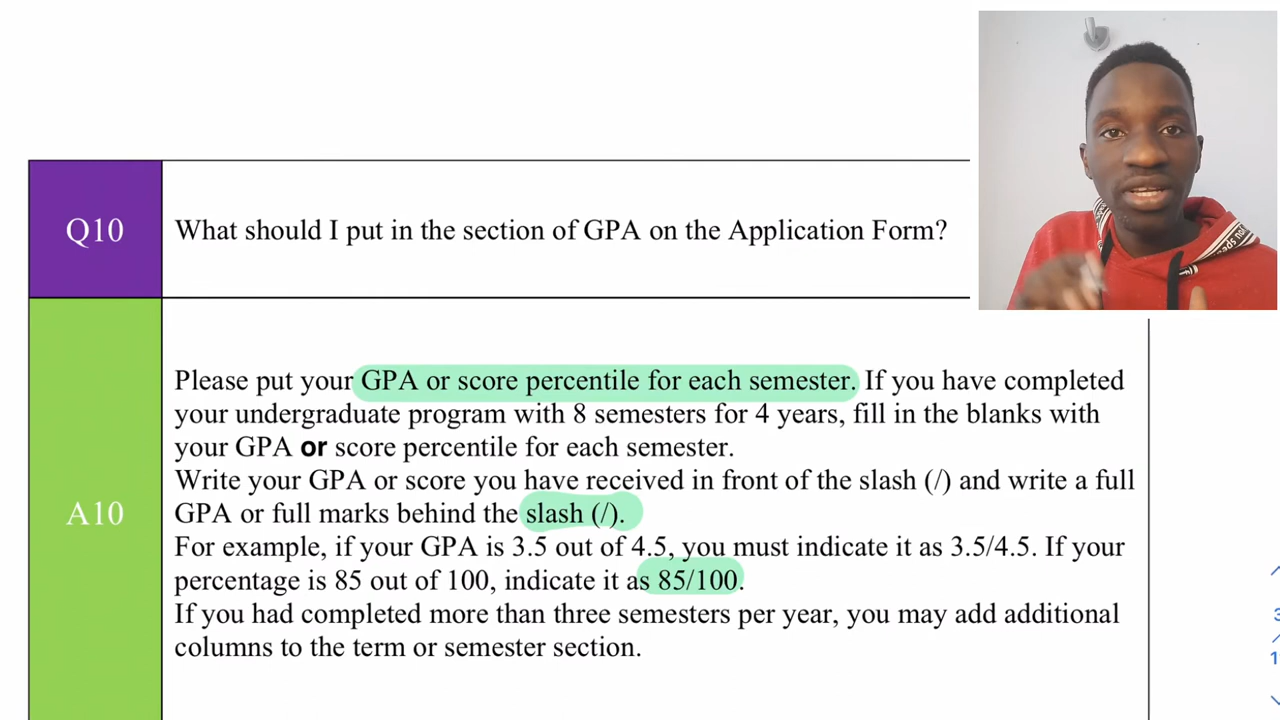 Q10
What should I put in the section of GPA on the Application Form?
A10
Please put your GPA or score percentile for each semester. If you have completed
your undergraduate program with 8 semesters for 4 years, fill in the blanks with
your GPA or score percentile for each semester.
Write your GPA or score you have received in front of the slash (/) and write a full
GPA or full marks behind the slash (/).
For example, if your GPA is 3.5 out of 4.5, you must indicate it as 3.5/4.5. If your
percentage is 85 out of 100, indicate it as 85/100.
If you had completed more than three semesters per year, you may add additional
columns to the term or semester section.